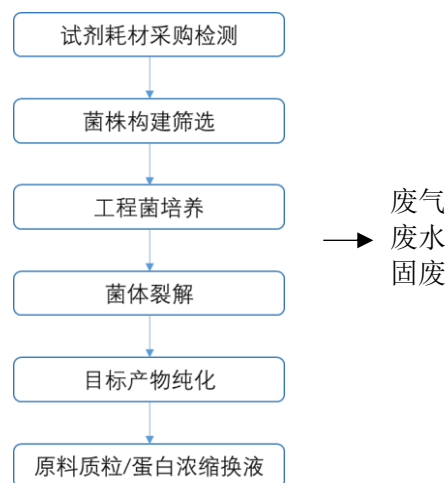 试剂耗材采购检测
菌株构建筛选
工程菌培养
菌体裂解
目标产物纯化
原料质粒/蛋白浓缩换液
废气
废水
固废